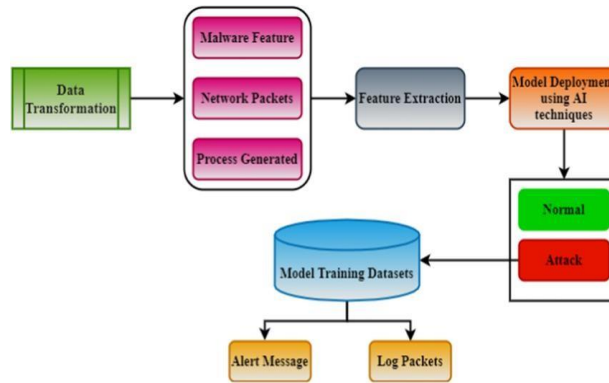 Data
Transformation
Malware Feature
Network Packets
Process Generated
Feature Extraction
Model Deployment
using AI
techniques
Normal
Attack
Model Training Datasets
Alert Message
Log Packets